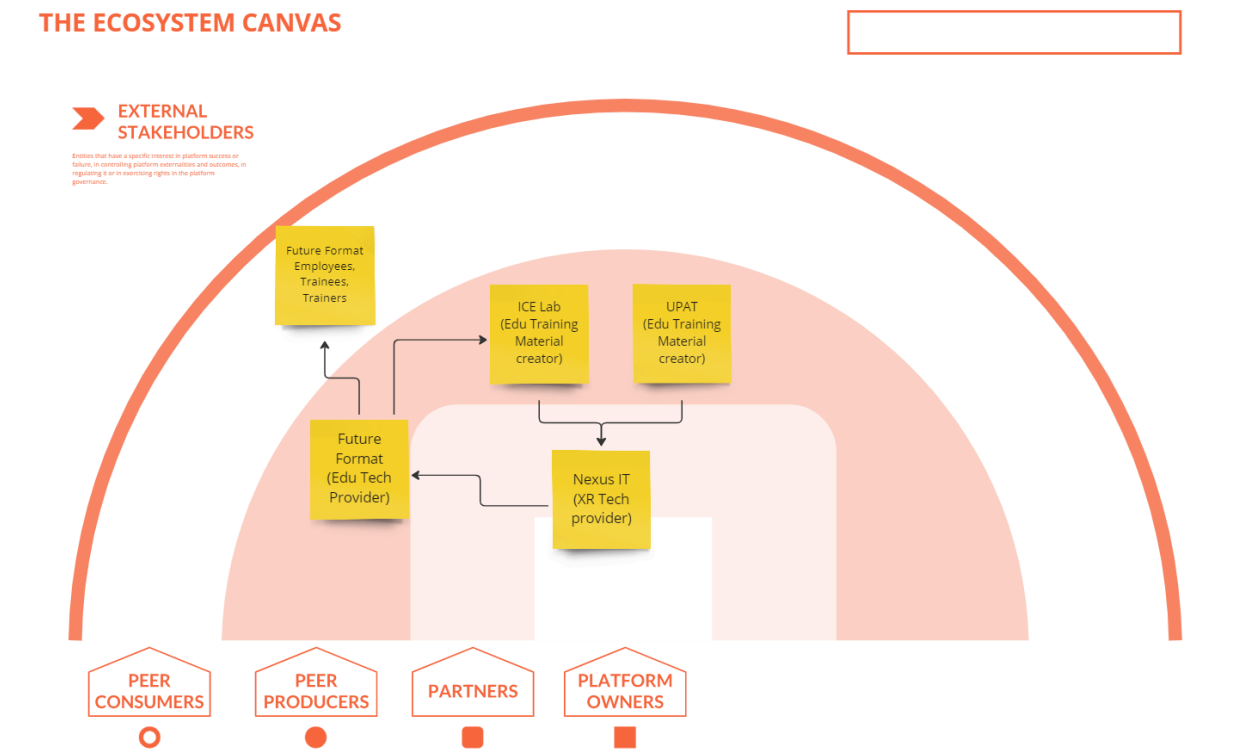 THE ECOSYSTEM CANVAS
EXTERNAL
STAKEHOLDERS
Entities that have a specific interest in platform success or
failure, in controlling platform externalities and outcomes, in
regulating it or in exercising rights in the platform
governance.
Future Format
Employees,
Trainees,
Trainers
ICE Lab
(Edu Training
Material
creator)
UPAT
(Edu Training
Material
creator)
Future
Format
(Edu Tech
Provider)
Nexus IT
(XR Tech
provider)
PEER
CONSUMERS
PEER
PRODUCERS
PARTNERS
PLATFORM
OWNERS